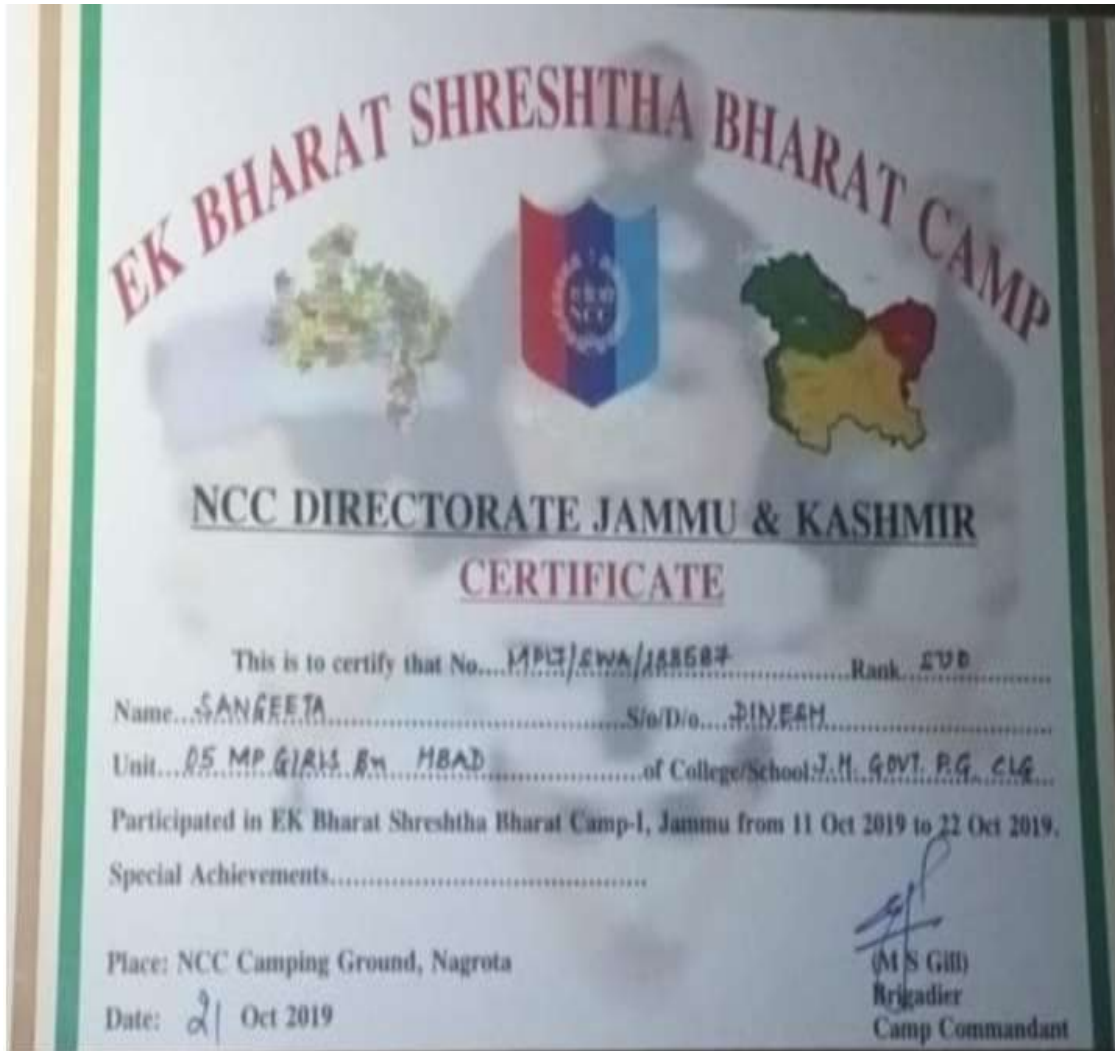 EK BHARAT SHRESHTHA BHARAT CAMP
NCC
NCC DIRECTORATE JAMMU & KASHMIR
CERTIFICATE
This is to certify that No.... Rank
Name...SANGEETA...S/o/D/o....DINESH...
Unit...05 MP GIRLS Bn HBAD...of College/School J.H. GOVT. P.G. CLG...
Participated in EK Bharat Shreshtha Bharat Camp-I, Jammu from 11 Oct 2019 to 22 Oct 2019.
Special Achievements...
Place: NCC Camping Ground, Nagrota
Date: 21 Oct 2019
(M S Gill)
Brigadier
Camp Commandant